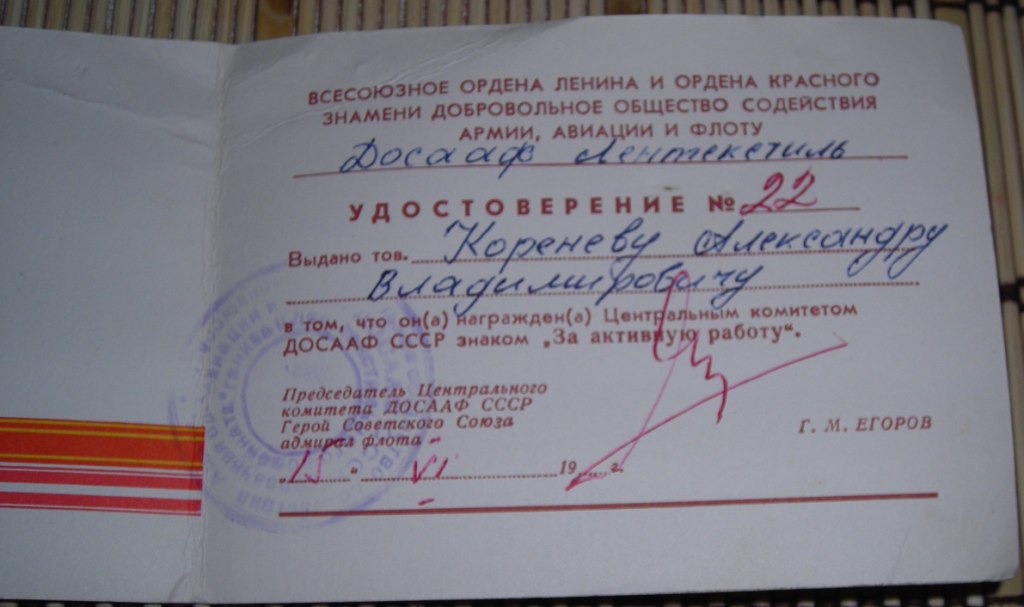 ВСЕСОЮЗНОЕ ОРДЕНА ЛЕНИНА И ОРДЕНА КРАСНОГО
ЗНАМЕНИ ДОБРОВОЛЬНОЕ ОБЩЕСТВО СОДЕЙСТВИЯ
АРМИИ, АВИАЦИИ И ФЛОТУ
Досааф Лентекстиль
УДОСТОВЕРЕНИЕ № 22
Выдано тов. Кореневу Александру
Владимировичу
в том, что он(а) награжден(а) Центральным комитетом
ДОСААФ СССР знаком „За активную работу“.
Председатель Центрального
комитета ДОСААФ СССР
Герой Советского Союза
адмирал флота
Г. М. ЕГОРОВ
„15“ VI 19 г.